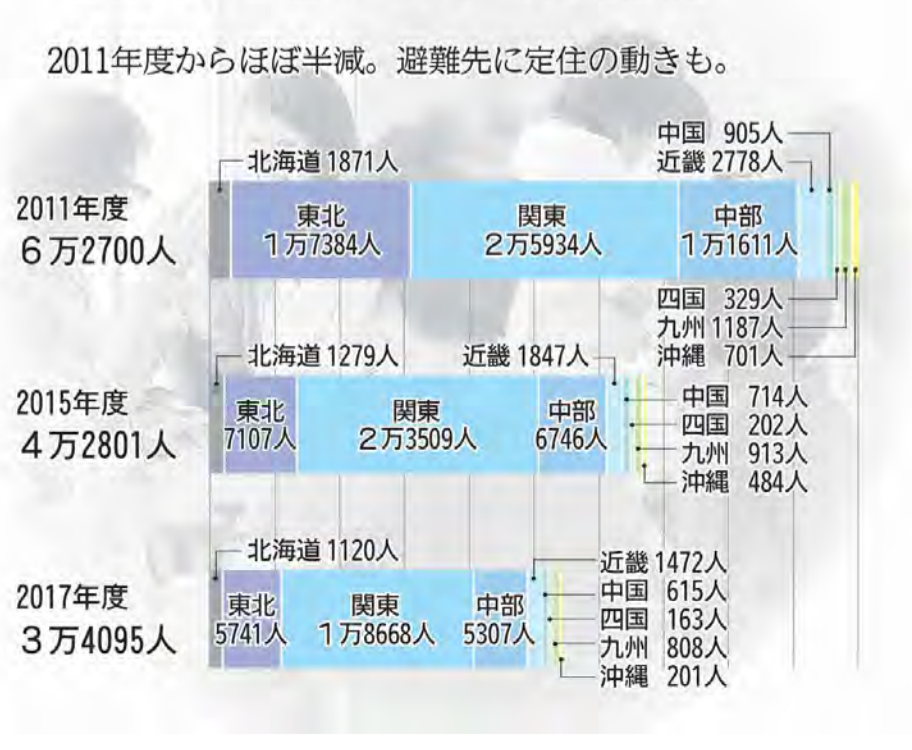 2011年度からほぼ半減。避難先に定住の動きも。
中国 905人
北海道 1871人
近畿 2778人
2011年度
6万2700人
東北
1万7384人
関東
2万5934人
中部
1万1611人
四国 329人
九州 1187人
沖縄 701人
北海道 1279人
近畿 1847人
2015年度
4万2801人
東北
7107人
関東
2万3509人
中部
6746人
中国 714人
四国 202人
九州 913人
沖縄 484人
北海道 1120人
近畿 1472人
2017年度
3万4095人
東北
5741人
関東
1万8668人
中部
5307人
中国 615人
四国 163人
九州 808人
沖縄 201人